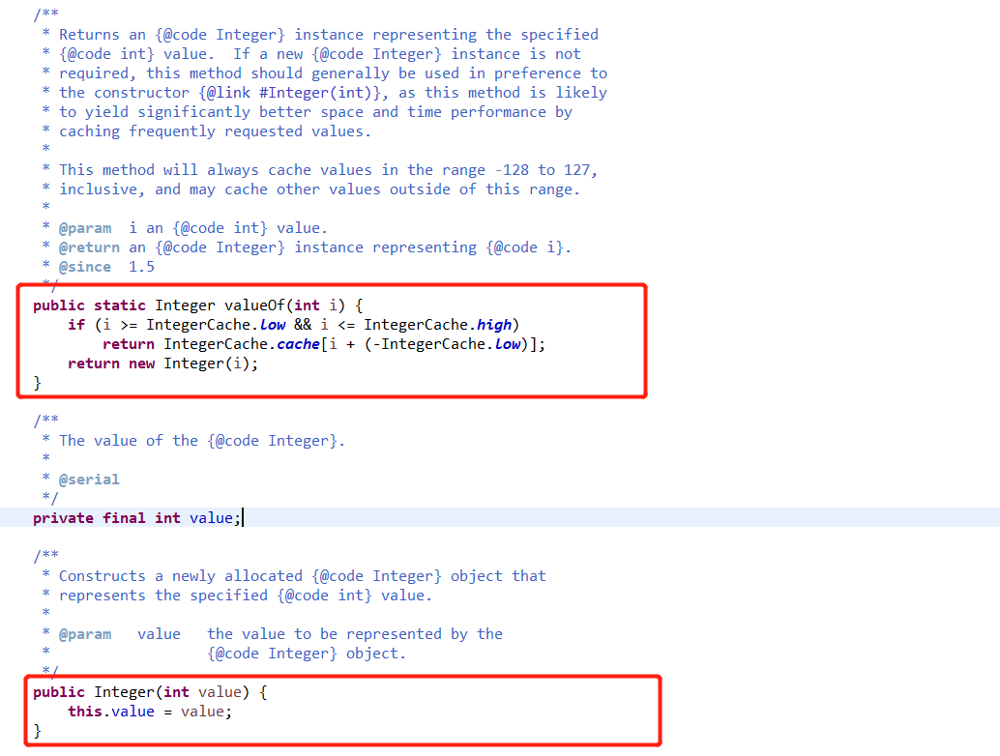 /**
 * Returns an {@code Integer} instance representing the specified
 * {@code int} value.  If a new {@code Integer} instance is not
 * required, this method should generally be used in preference to
 * the constructor {@link #Integer(int)}, as this method is likely
 * to yield significantly better space and time performance by
 * caching frequently requested values.
 *
 * This method will always cache values in the range -128 to 127,
 * inclusive, and may cache other values outside of this range.
 *
 * @param  i an {@code int} value.
 * @return an {@code Integer} instance representing {@code i}.
 * @since  1.5
 */
public static Integer valueOf(int i) {
    if (i >= IntegerCache.low && i <= IntegerCache.high)
        return IntegerCache.cache[i + (-IntegerCache.low)];
    return new Integer(i);
}
/**
 * The value of the {@code Integer}.
 *
 * @serial
 */
private final int value;
/**
 * Constructs a newly allocated {@code Integer} object that
 * represents the specified {@code int} value.
 *
 * @param   value   the value to be represented by the
 *                  {@code Integer} object.
 */
public Integer(int value) {
    this.value = value;
}